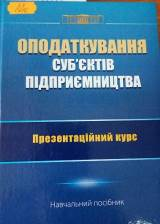 ОПОДАТКУВАННЯ
СУБ'ЄКТІВ
ПІДПРИЄМНИЦТВА
Презентаційний курс
Навчальний посібник